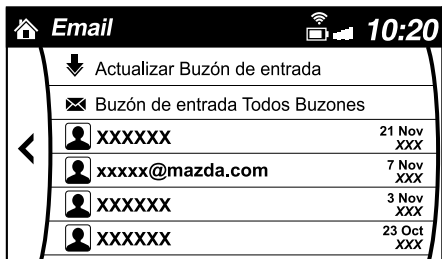 Email 10:20
Actualizar Buzón de entrada
Buzón de entrada Todos Buzones
XXXXXX 21 Nov
XXX
xxxxx@mazda.com 7 Nov
XXX
XXXXXX 3 Nov
XXX
XXXXXX 23 Oct
XXX